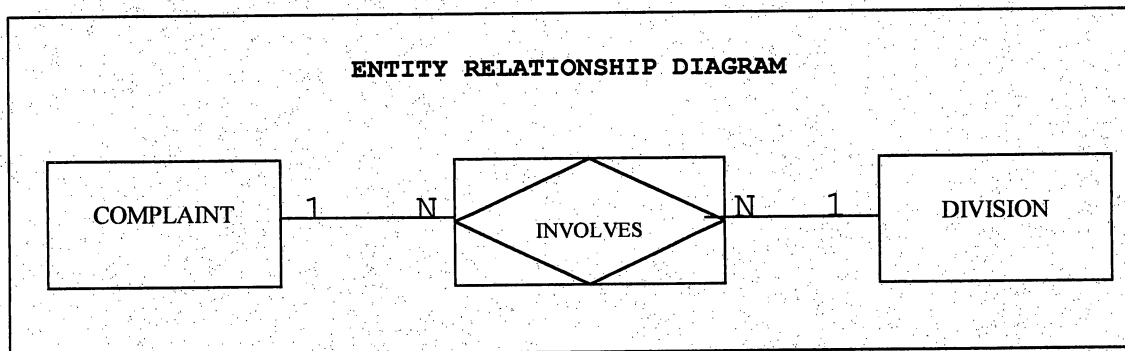 ENTITY RELATIONSHIP DIAGRAM
COMPLAINT 1 N INVOLVES N 1 DIVISION